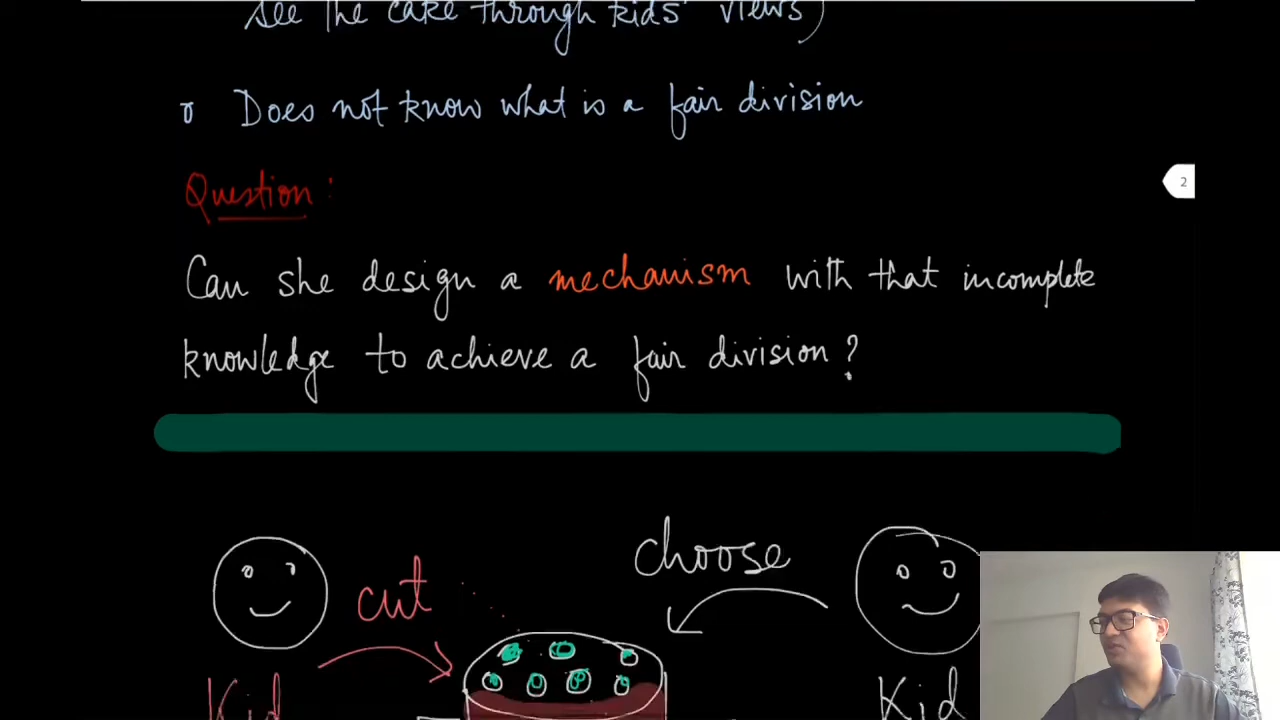 see the cake through kids' views)
Does not know what is a fair division
Question:
2
Can she design a mechanism with that incomplete
knowledge to achieve a fair division?
choose
cut
Kid
Kid